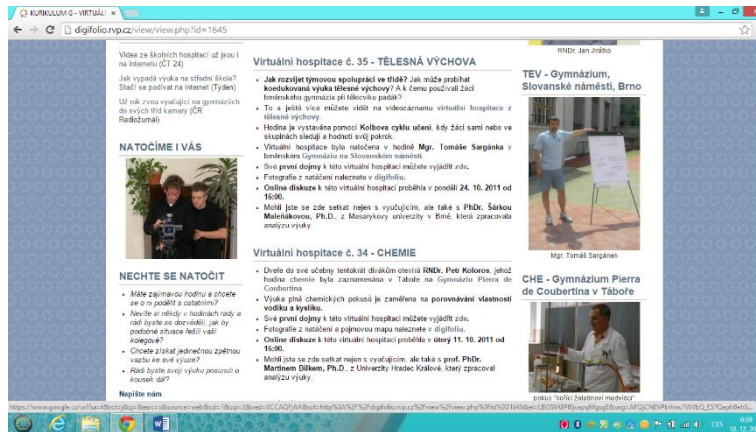 KURIKULUM G - VIRTUÁL
digifolio.rvp.cz/view/view.php?id=1645
Videa ze školních hospitací už jsou i
na internetu (ČT 24)
Jak vypadá výuka na střední škole?
Stačí se podívat na internet (Týden)
Už rok zvou vyučující na gymnáziích
do svých tříd kamery (ČR
Radiožurnál)
NATOČÍME I VÁS
NECHTE SE NATOČIT
Máte zajímavou hodinu a chcete
se o ni podělit s ostatními?
Nevíte si někdy v hodinách rady a
rádi byste se dozvěděli, jak by
podobné situace řešili vaši
kolegové?
Chcete získat jedinečnou zpětnou
vazbu ke své výuce?
Rádi byste svoji výuku posunuli o
kousek dál?
Napište nám
Virtuální hospitace č. 35 - TĚLESNÁ VÝCHOVA
Jak rozvíjet týmovou spolupráci ve třídě? Jak může probíhat
koedukovaná výuka tělesné výchovy? A k čemu používali žáci
brněnského gymnázia při tělocviku padák?
To a ještě více můžete vidět na videozáznamu virtuální hospitace z
tělesné výchovy.
Hodina je vystavěna pomocí Kolbova cyklu učení, kdy žáci sami nebo ve
skupinách sledují a hodnotí svůj pokrok.
Virtuální hospitace byla natočena v hodině Mgr. Tomáše Sargánka v
brněnském Gymnáziu na Slovanském náměstí.
Své první dojmy k této virtuální hospitaci můžete vyjádřit zde.
Fotografie z natáčení naleznete v digifoliu.
Online diskuze k této virtuální hospitaci proběhla v pondělí 24. 10. 2011 od
16:00.
Mohli jste se zde setkat nejen s vyučujícím, ale také s PhDr. Šárkou
Maleňákovou, Ph.D., z Masarykovy univerzity v Brně, která zpracovala
analýzu výuky.
Virtuální hospitace č. 34 - CHEMIE
Dveře do své učebny tentokrát divákům otevírá RNDr. Petr Koloros, jehož
hodina chemie byla zaznamenána v Táboře na Gymnáziu Pierra de
Coubertina.
Výuka plná chemických pokusů je zaměřena na porovnávání vlastností
vodíku a kyslíku.
Své první dojmy k této virtuální hospitaci můžete vyjádřit zde.
Fotografie z natáčení a pojmovou mapu naleznete v digifoliu.
Online diskuze k této virtuální hospitaci proběhla v úterý 11. 10. 2011 od
16:00.
Mohli jste se zde setkat nejen s vyučujícím, ale také s prof. PhDr.
Martinem Bílkem, Ph.D., z Univerzity Hradec Králové, který zpracoval
analýzu výuky.
RNDr. Jan Jirátko
TEV - Gymnázium,
Slovanské náměstí, Brno
Mgr. Tomáš Sargánek
CHE - Gymnázium Pierra
de Coubertina v Táboře
pokus "hořící želatinoví medvídci"
CES
0:39